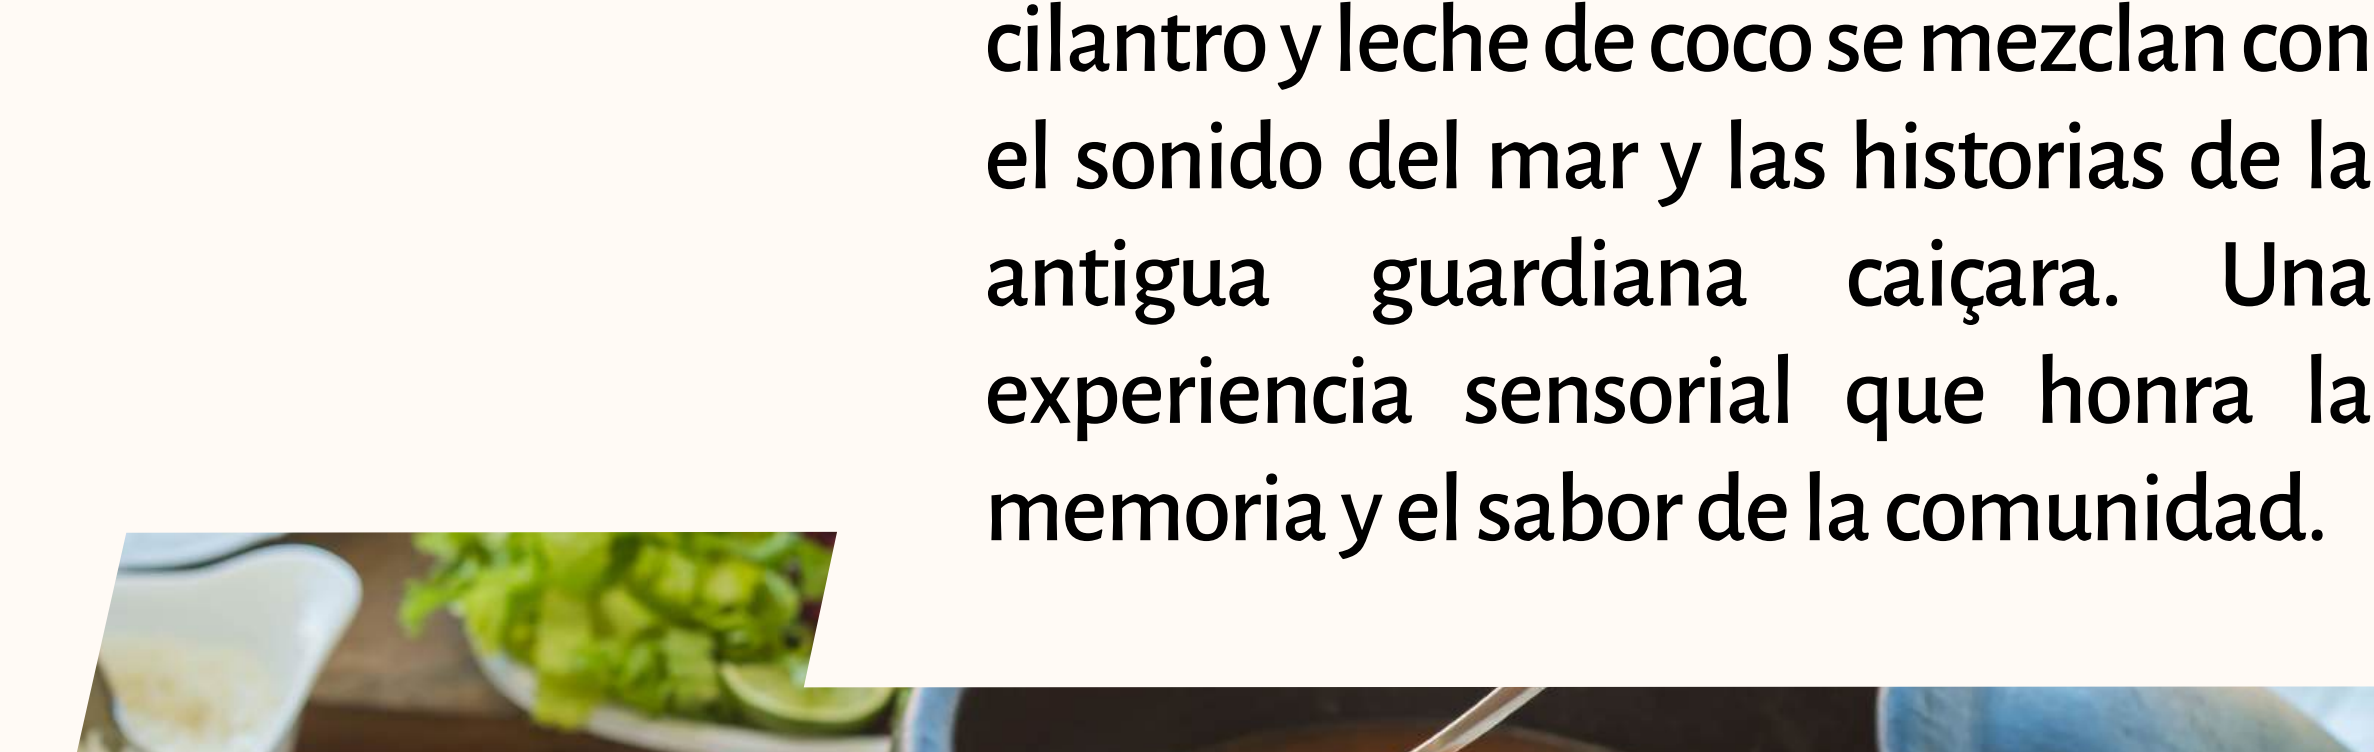 cilantro y leche de coco se mezclan con
el sonido del mar y las historias de la
antigua guardiana caiçara. Una
experiencia sensorial que honra la
memoria y el sabor de la comunidad.